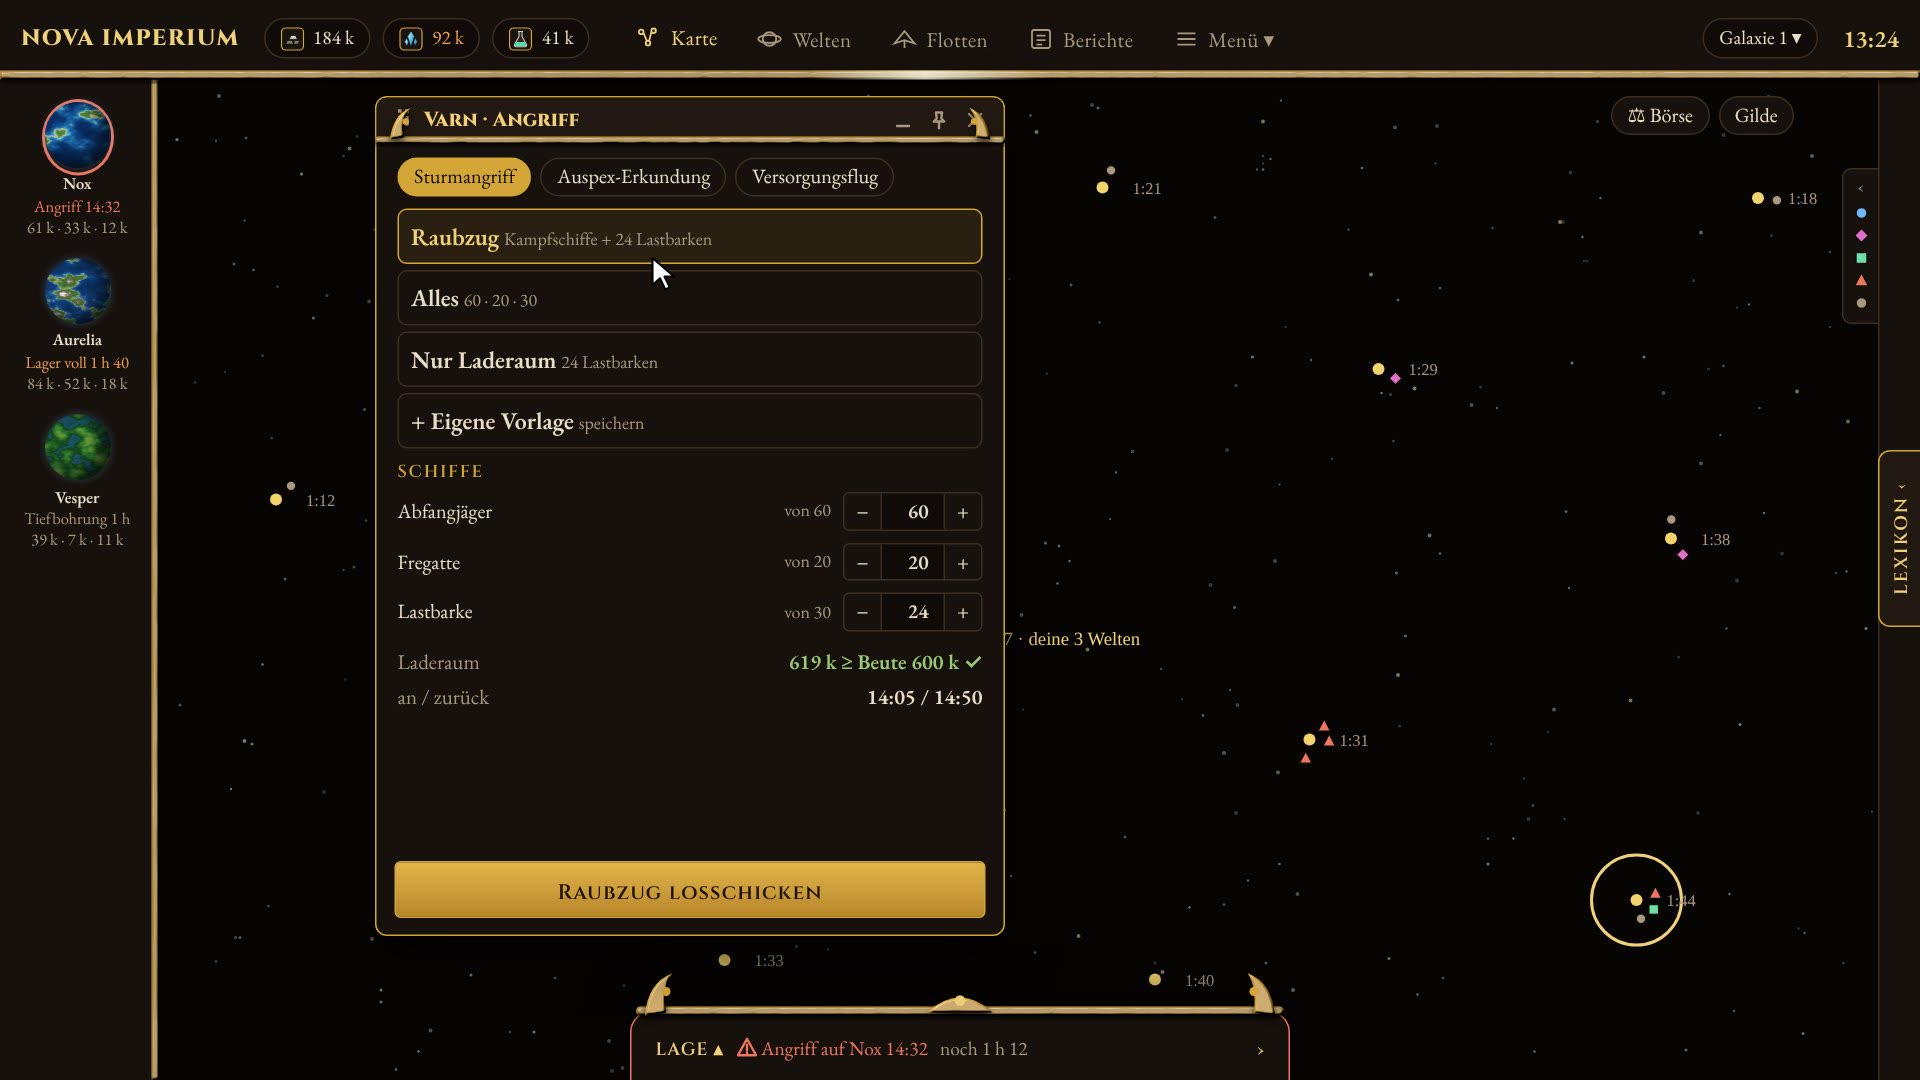 NOVA IMPERIUM 184 k 92 k 41 k Karte Welten Flotten Berichte Menü ▾ Galaxie 1 ▾ 13:24
Nox
Angriff 14:32
61 k · 33 k · 12 k
Aurelia
Lager voll 1 h 40
84 k · 52 k · 18 k
Vesper
Tiefbohrung 1 h
39 k · 7 k · 11 k
VARN · ANGRIFF
Sturmangriff Auspex-Erkundung Versorgungsflug
Raubzug Kampfschiffe + 24 Lastbarken
Alles 60 · 20 · 30
Nur Laderaum 24 Lastbarken
+ Eigene Vorlage speichern
SCHIFFE
Abfangjäger von 60 − 60 +
Fregatte von 20 − 20 +
Lastbarke von 30 − 24 +
Laderaum 619 k ≥ Beute 600 k ✓
an / zurück 14:05 / 14:50
RAUBZUG LOSSCHICKEN
Börse Gilde
1:21
1:18
1:29
1:12
1:38
7 · deine 3 Welten
1:31
1:44
1:33
1:40
LEXIKON ‹
LAGE ▴ Angriff auf Nox 14:32 noch 1 h 12 ›